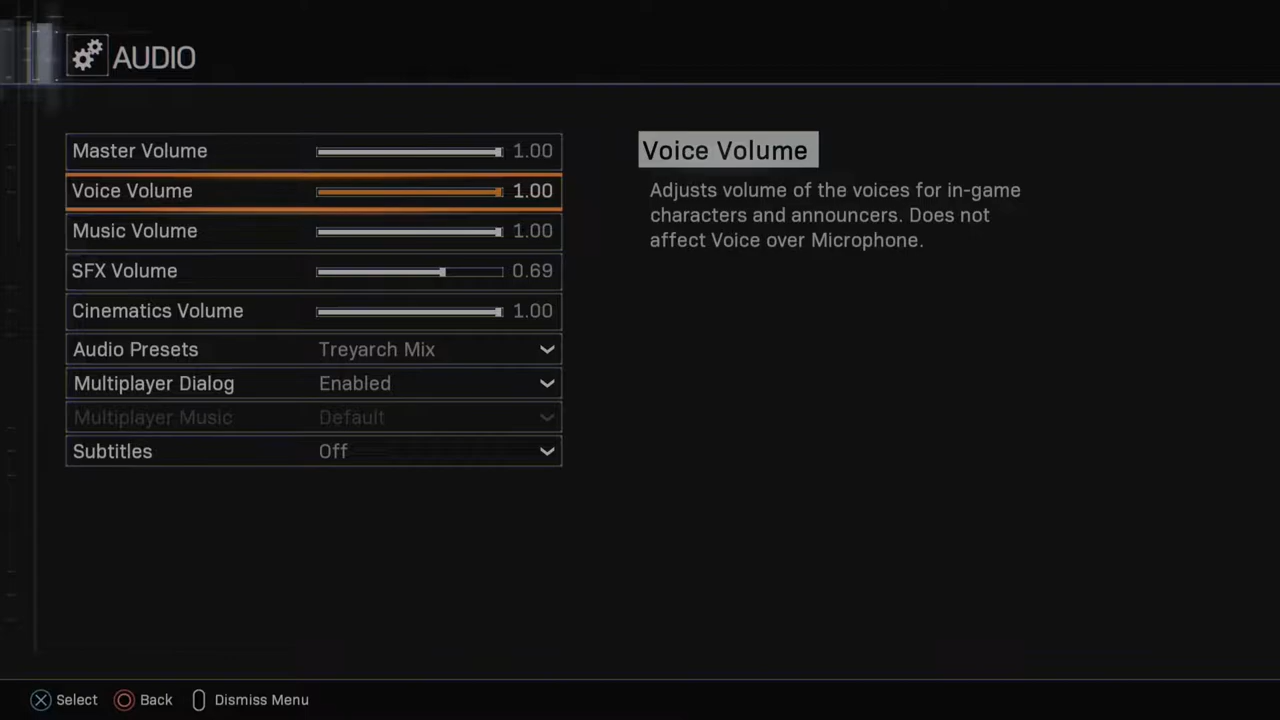 AUDIO
Master Volume 1.00
Voice Volume 1.00
Music Volume 1.00
SFX Volume 0.69
Cinematics Volume 1.00
Audio Presets Treyarch Mix
Multiplayer Dialog Enabled
Multiplayer Music Default
Subtitles Off
Voice Volume
Adjusts volume of the voices for in-game
characters and announcers. Does not
affect Voice over Microphone.
Select Back Dismiss Menu